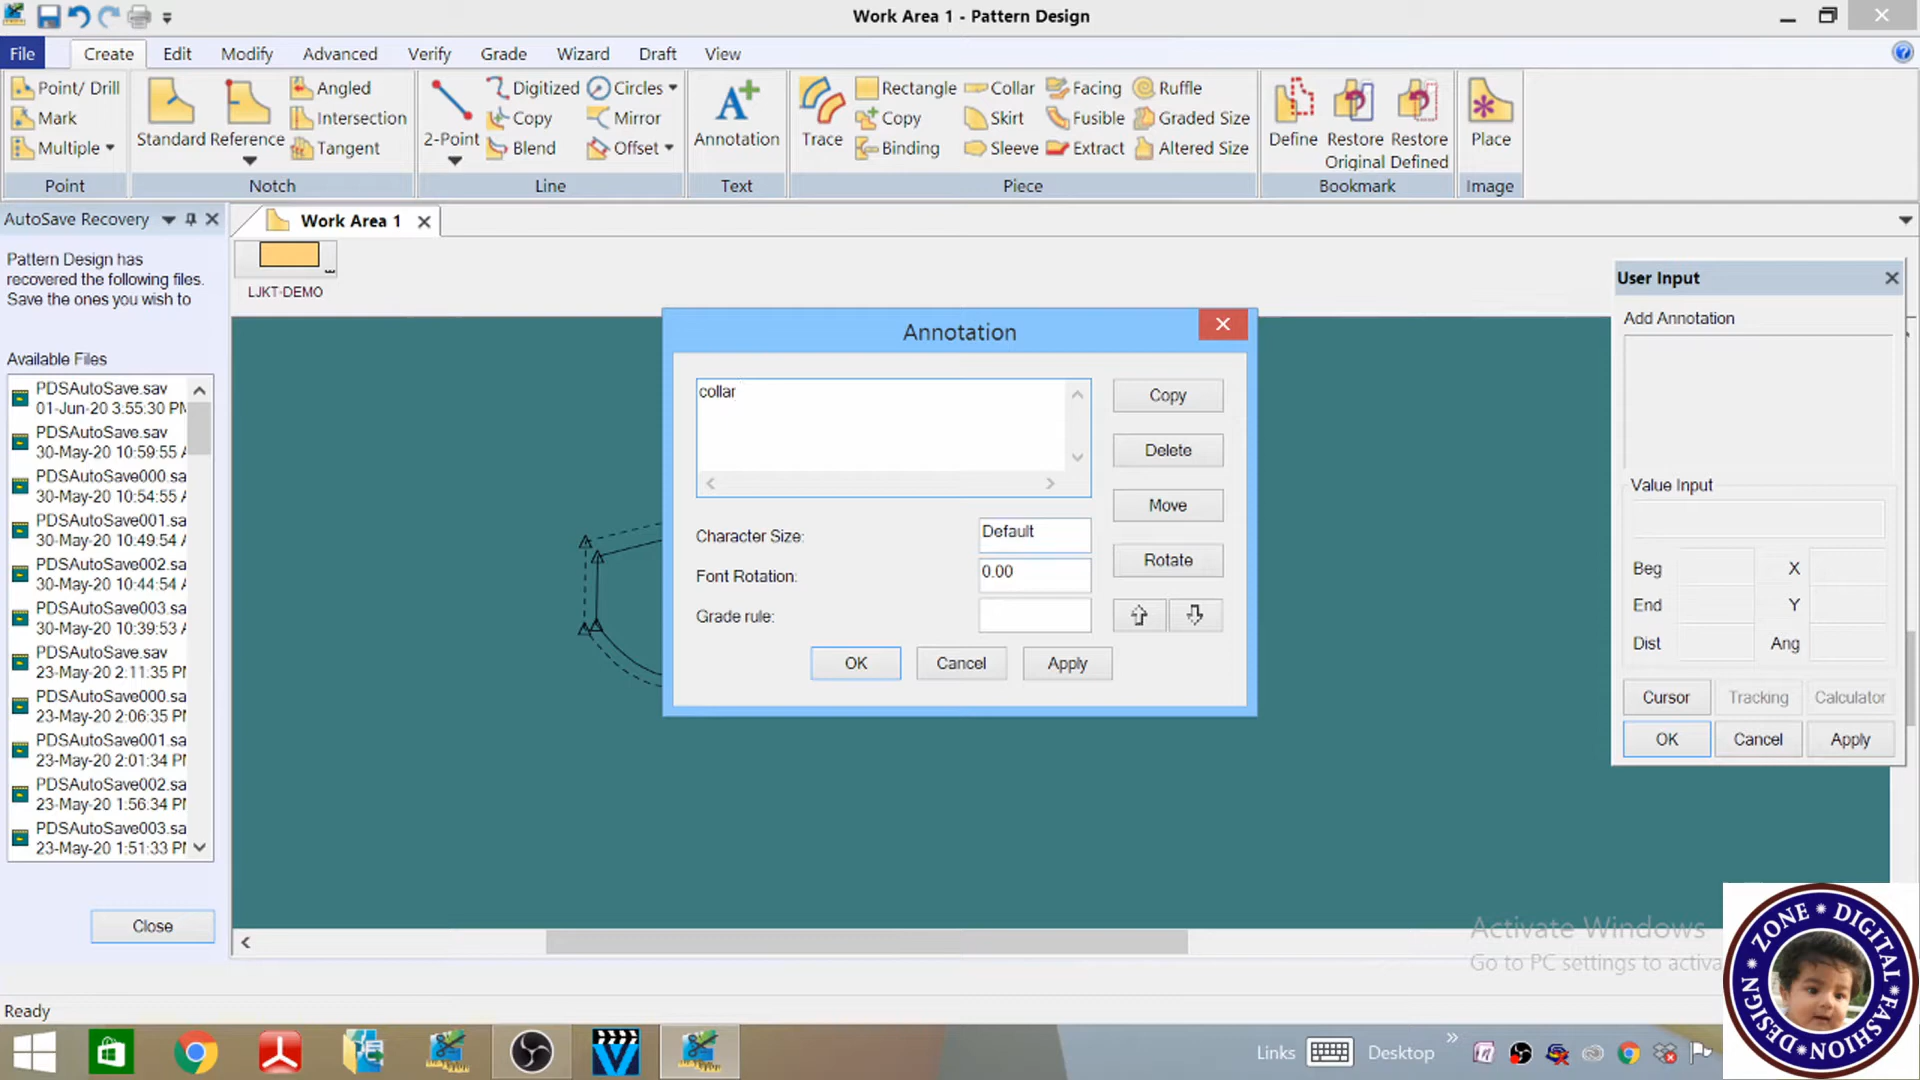 Work Area 1 - Pattern Design
File Create Edit Modify Advanced Verify Grade Wizard Draft View
Point/ Drill
Mark
Multiple
Point
Standard
Reference
Angled
Intersection
Tangent
Notch
2-Point
Digitized
Copy
Blend
Circles
Mirror
Offset
Line
Annotation
Text
Trace
Rectangle
Copy
Binding
Collar
Skirt
Sleeve
Facing
Fusible
Extract
Ruffle
Graded Size
Altered Size
Piece
Define
Restore Original
Restore Defined
Bookmark
Place
Image
AutoSave Recovery
Pattern Design has
recovered the following files.
Save the ones you wish to
Available Files
PDSAutoSave.sav
01-Jun-20 3:55:30 PM
PDSAutoSave.sav
30-May-20 10:59:55 A
PDSAutoSave000.sa
30-May-20 10:54:55 A
PDSAutoSave001.sa
30-May-20 10:49:54 A
PDSAutoSave002.sa
30-May-20 10:44:54 A
PDSAutoSave003.sa
30-May-20 10:39:53 A
PDSAutoSave.sav
23-May-20 2:11:35 PM
PDSAutoSave000.sa
23-May-20 2:06:35 PM
PDSAutoSave001.sa
23-May-20 2:01:34 PM
PDSAutoSave002.sa
23-May-20 1:56:34 PM
PDSAutoSave003.sa
23-May-20 1:51:33 PM
Close
Work Area 1
LJKT-DEMO
Annotation
collar
Copy
Delete
Move
Rotate
Character Size: Default
Font Rotation: 0.00
Grade rule:
OK Cancel Apply
User Input
Add Annotation
Value Input
Beg X
End Y
Dist Ang
Cursor Tracking Calculator
OK Cancel Apply
Activate Windows
Go to PC settings to activa
ZONE * DIGITAL * FASHION * DESIGN
Ready
Links Desktop